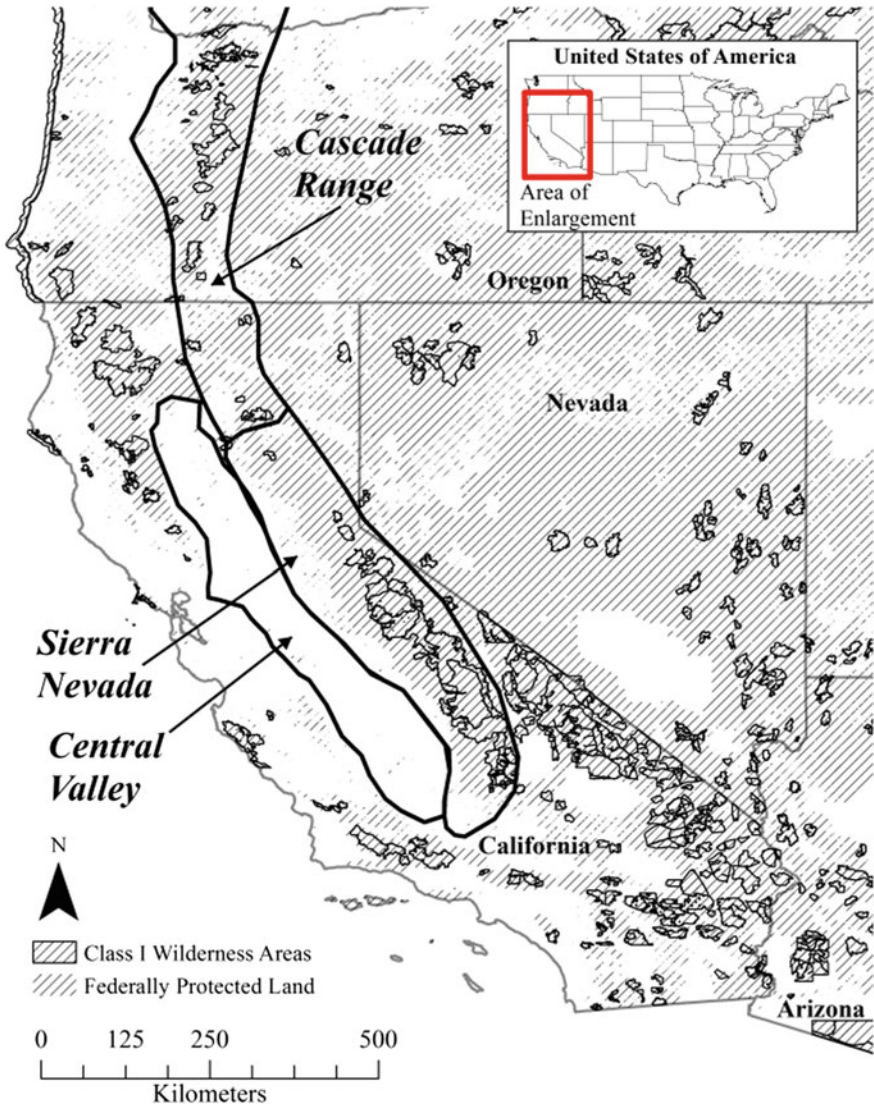 United States of America
Area of
Enlargement
Cascade
Range
Oregon
Nevada
Sierra
Nevada
Central
Valley
California
N
Class I Wilderness Areas
Federally Protected Land
Arizona
0 125 250 500
Kilometers